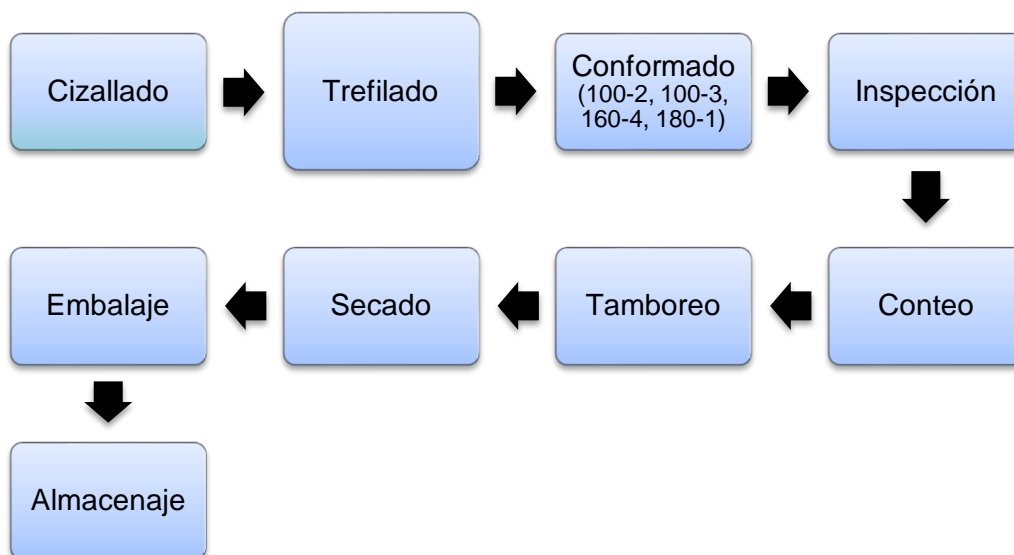 Cizallado
Trefilado
Conformado
(100-2, 100-3,
160-4, 180-1)
Inspección
Conteo
Tamboreo
Secado
Embalaje
Almacenaje